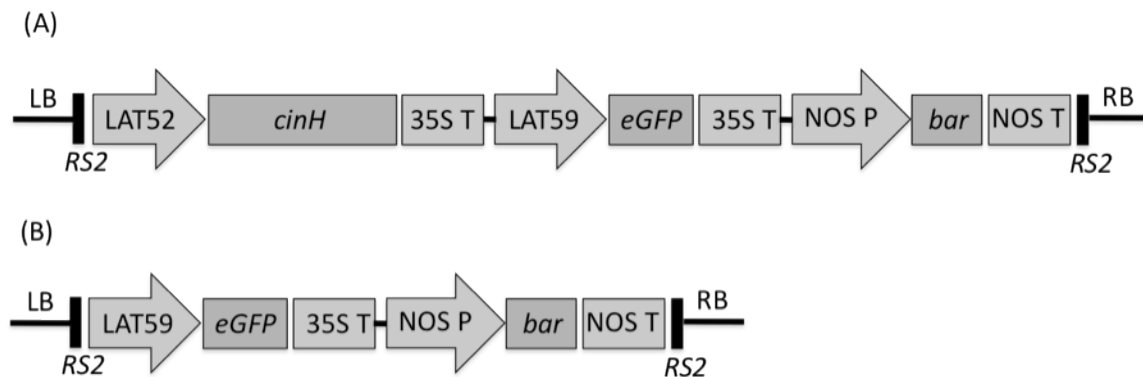 (A)
LB LAT52 cinH 35S T LAT59 eGFP 35S T NOS P bar NOS T RB
RS2 RS2
(B)
LB LAT59 eGFP 35S T NOS P bar NOS T RB
RS2 RS2